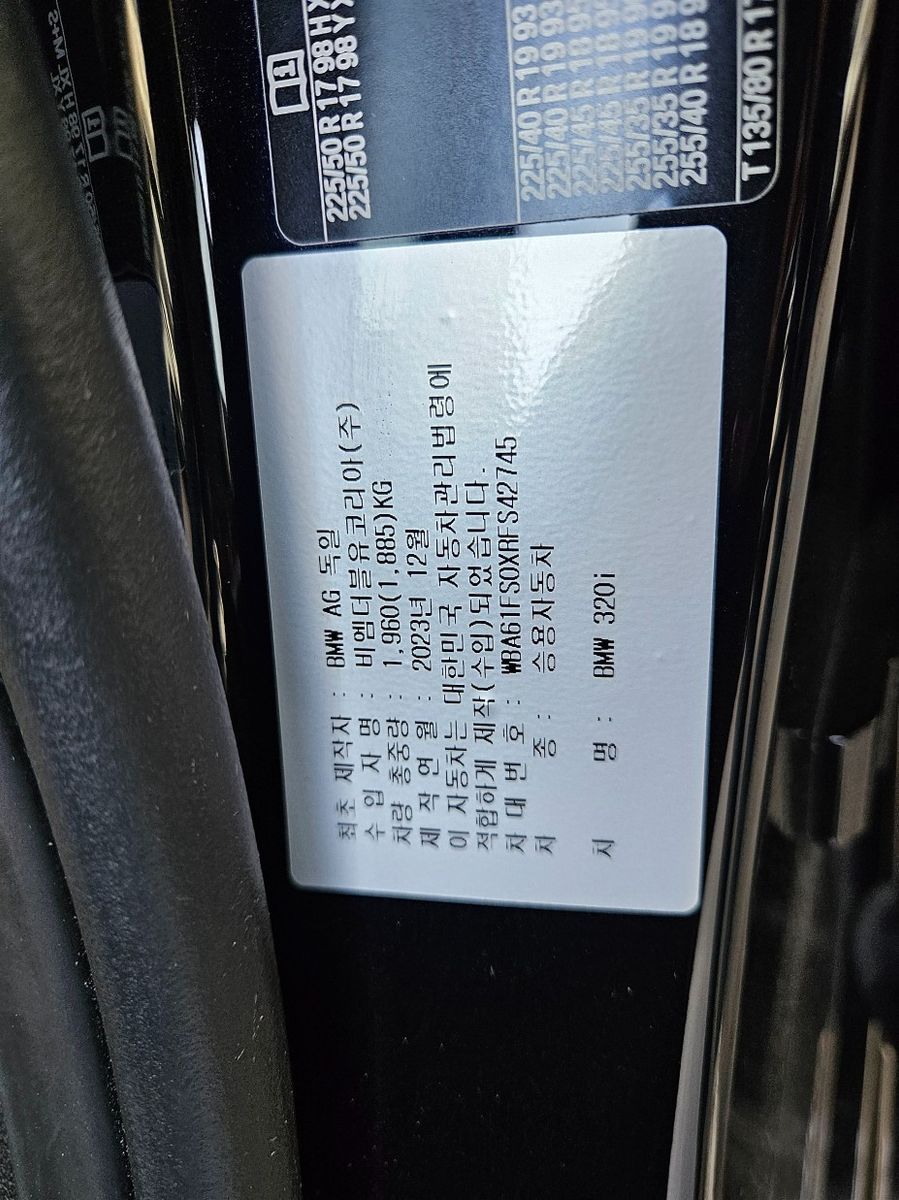 최초 제작자 : BMW AG 독일
수 입 자 명 : 비엠더블유코리아(주)
차량 총중량 : 1,960(1,885)KG
제 작 연 월 : 2023년 12월
이 자동차는 대한민국 자동차관리법령에
적합하게 제작(수입)되었습니다.
차 대 번 호 : WBA61FS0XRFS42745
차 종 : 승용자동차
차 명 : BMW 320i
225/50 R 17 98 H
225/50 R 17 98 Y
225/40 R 19 93
225/40 R 19 93
225/45 R 18
225/45 R 18
255/35 R 19
255/35 R 19
255/40 R 18
T 135/80 R 17